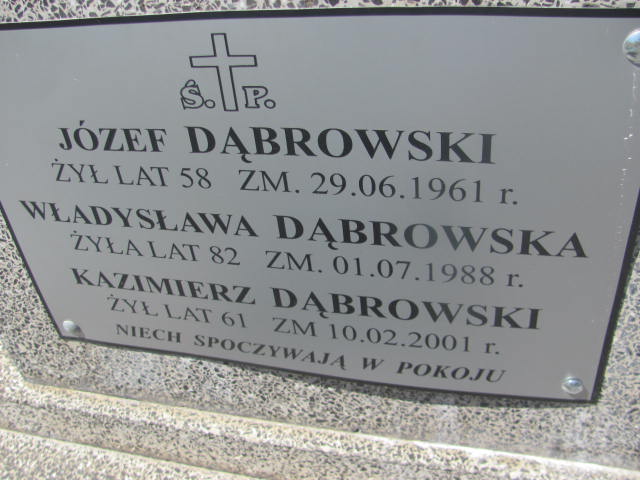 Ś. P.
JÓZEF DĄBROWSKI
ŻYŁ LAT 58 ZM. 29.06.1961 r.
WŁADYSŁAWA DĄBROWSKA
ŻYŁA LAT 82 ZM. 01.07.1988 r.
KAZIMIERZ DĄBROWSKI
ŻYŁ LAT 61 ZM 10.02.2001 r.
NIECH SPOCZYWAJĄ W POKOJU